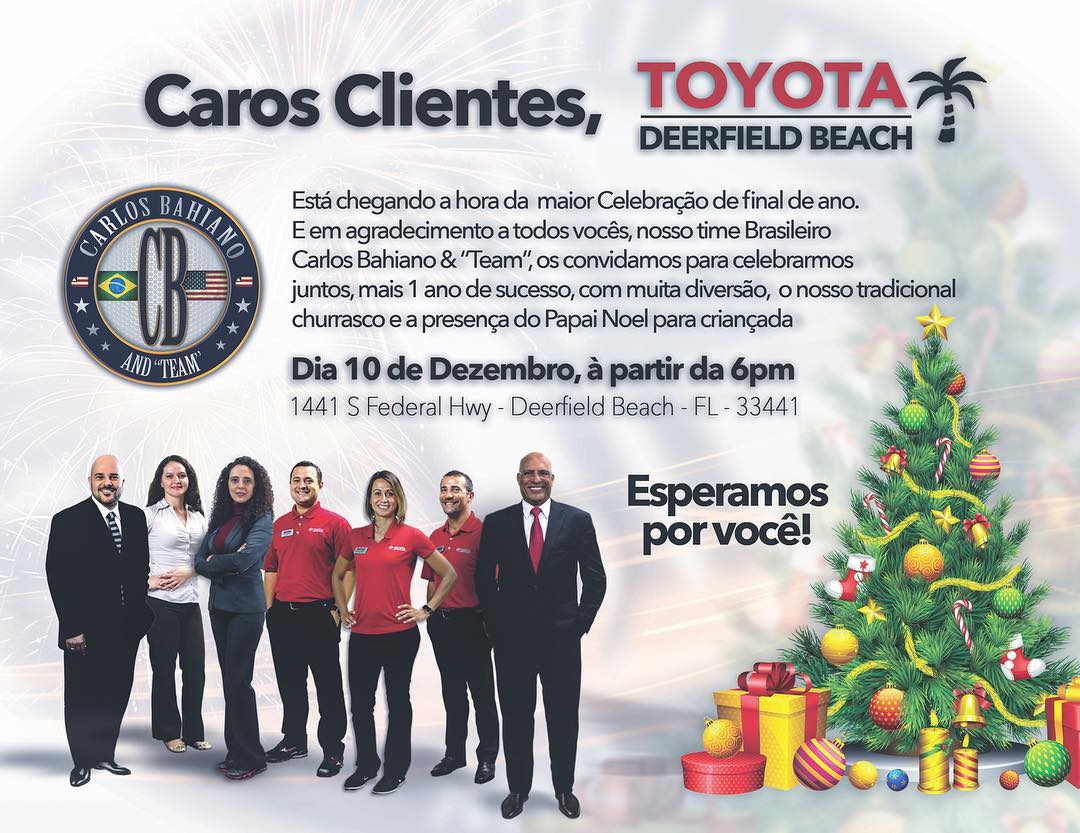 Caros Clientes,
TOYOTA
DEERFIELD BEACH
CARLOS BAHIANO
CB
AND "TEAM"
Está chegando a hora da maior Celebração de final de ano.
E em agradecimento a todos vocês, nosso time Brasileiro
Carlos Bahiano & "Team", os convidamos para celebrarmos
juntos, mais 1 ano de sucesso, com muita diversão, o nosso tradicional
churrasco e a presença do Papai Noel para criançada
Dia 10 de Dezembro, à partir da 6pm
1441 S Federal Hwy - Deerfield Beach - FL - 33441
Esperamos
por você!